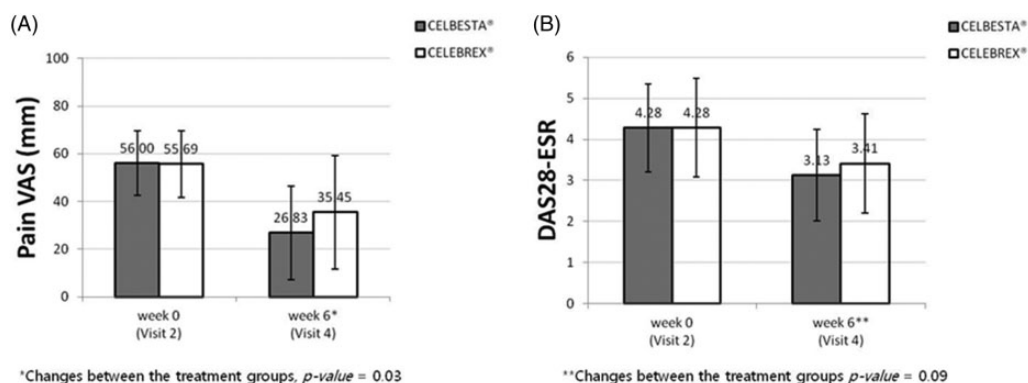 (A)
CELBESTA®
CELEBREX®
Pain VAS (mm)
100
80
60
40
20
0
56.00
55.69
26.83
35.45
week 0
(Visit 2)
week 6*
(Visit 4)
*Changes between the treatment groups, p-value = 0.03
(B)
CELBESTA®
CELEBREX®
DAS28-ESR
6
5
4
3
2
1
0
4.28
4.28
3.13
3.41
week 0
(Visit 2)
week 6**
(Visit 4)
**Changes between the treatment groups p-value = 0.09